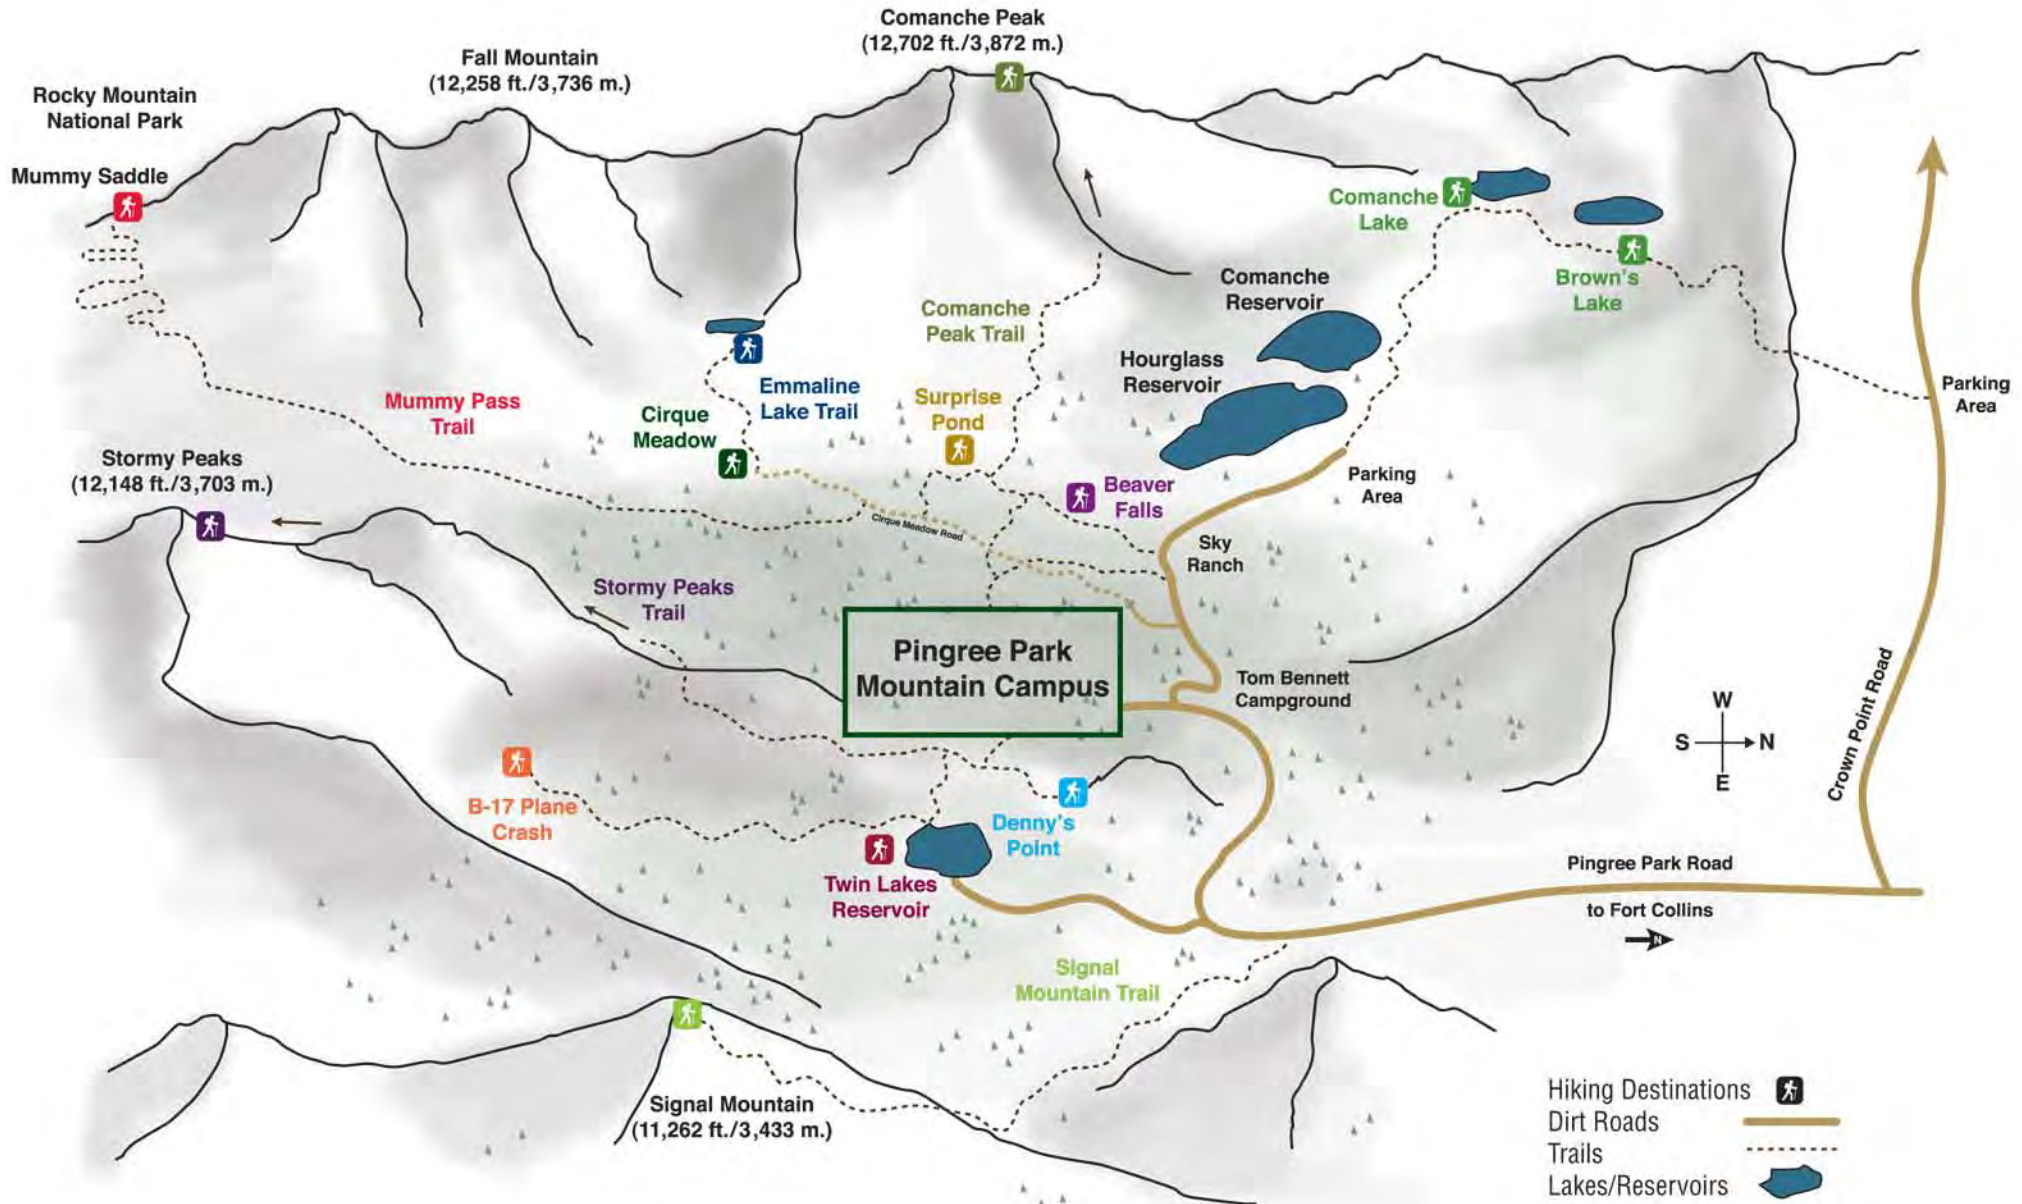 Comanche Peak
(12,702 ft./3,872 m.)
Fall Mountain
(12,258 ft./3,736 m.)
Rocky Mountain
National Park
Mummy Saddle
Comanche
Lake
Brown's
Lake
Comanche
Reservoir
Comanche
Peak Trail
Hourglass
Reservoir
Emmaline
Lake Trail
Mummy Pass
Trail
Cirque
Meadow
Surprise
Pond
Parking
Area
Stormy Peaks
(12,148 ft./3,703 m.)
Parking
Area
Beaver
Falls
Cirque Meadow Road
Sky
Ranch
Stormy Peaks
Trail
Pingree Park
Mountain Campus
Tom Bennett
Campground
W
S
N
E
Crown Point Road
B-17 Plane
Crash
Denny's
Point
Twin Lakes
Reservoir
Pingree Park Road
to Fort Collins
N
Signal
Mountain Trail
Signal Mountain
(11,262 ft./3,433 m.)
Hiking Destinations
Dirt Roads
Trails
Lakes/Reservoirs